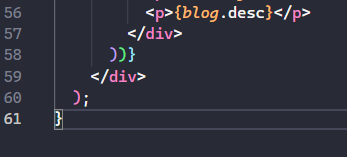 56 <p>{blog.desc}</p>
57 </div>
58 ))}
59 </div>
60 );
61 }